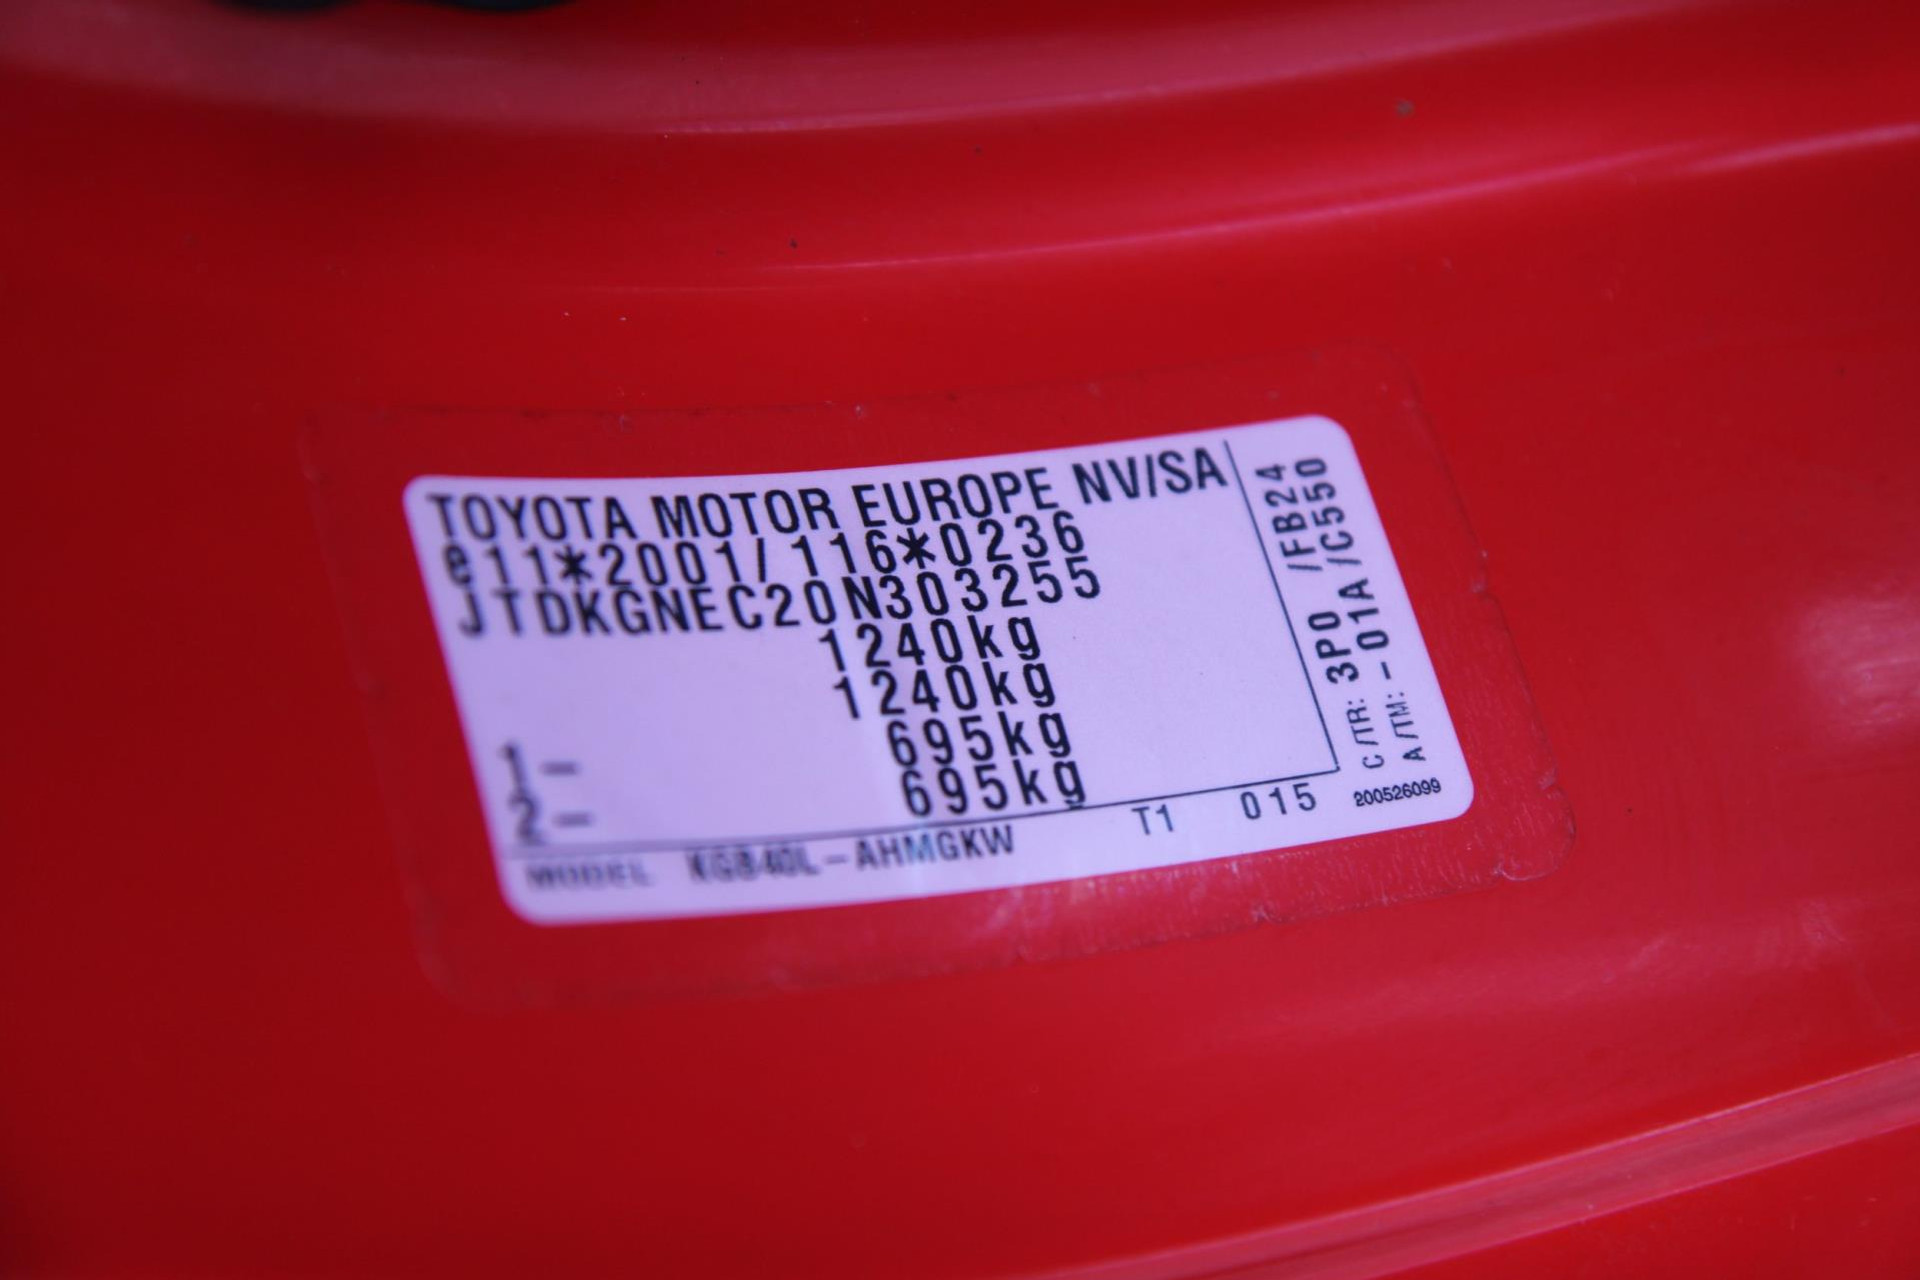 TOYOTA MOTOR EUROPE NV/SA
e11*2001/116*0236
JTDKGNEC20N303255
1240kg
1240kg
1- 695kg
2- 695kg
MODEL KGB40L-AHMGKW T1 015
C/TR: 3P0 /FB24
A/TM: -01A /C550
200526099